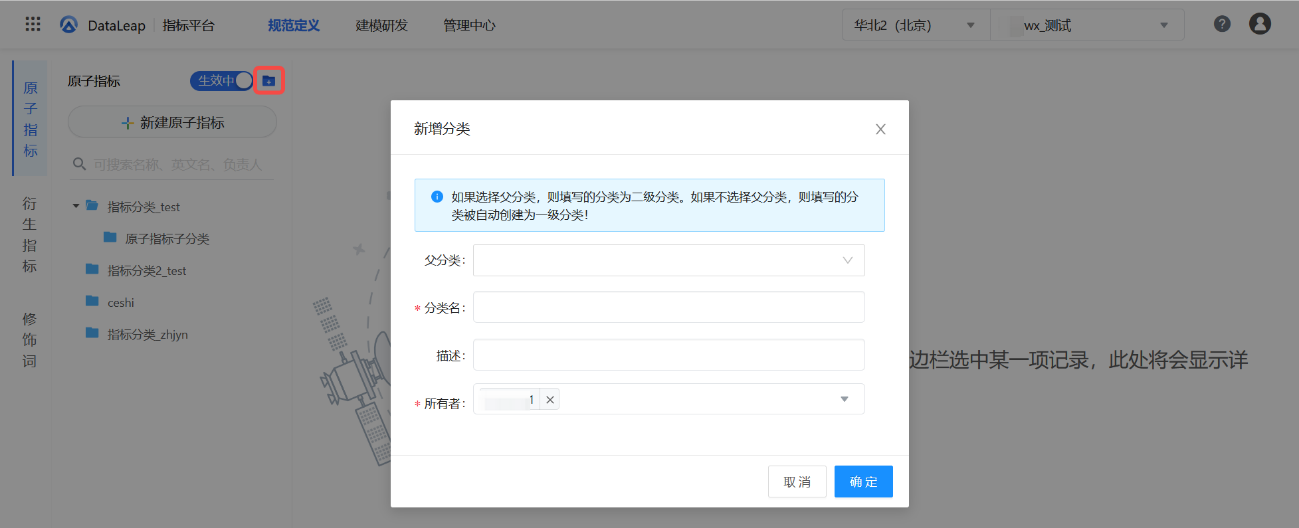 DataLeap 指标平台 规范定义 建模研发 管理中心 华北2（北京） wx_测试
原子指标
衍生指标
修饰词
原子指标 生效中
新建原子指标
可搜索名称、英文名、负责人
指标分类_test
原子指标子分类
指标分类2_test
ceshi
指标分类_zhjyn
新增分类
如果选择父分类，则填写的分类为二级分类。如果不选择父分类，则填写的分
类被自动创建为一级分类！
父分类：
* 分类名：
描述：
* 所有者： 1
取消 确定
边栏选中某一项记录，此处将会显示详